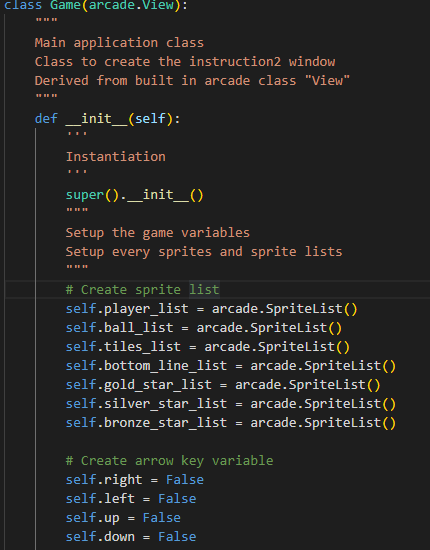 class Game(arcade.View):
"""
Main application class
Class to create the instruction2 window
Derived from built in arcade class "View"
"""
def __init__(self):
'''
Instantiation
'''
super().__init__()
"""
Setup the game variables
Setup every sprites and sprite lists
"""
# Create sprite list
self.player_list = arcade.SpriteList()
self.ball_list = arcade.SpriteList()
self.tiles_list = arcade.SpriteList()
self.bottom_line_list = arcade.SpriteList()
self.gold_star_list = arcade.SpriteList()
self.silver_star_list = arcade.SpriteList()
self.bronze_star_list = arcade.SpriteList()
# Create arrow key variable
self.right = False
self.left = False
self.up = False
self.down = False